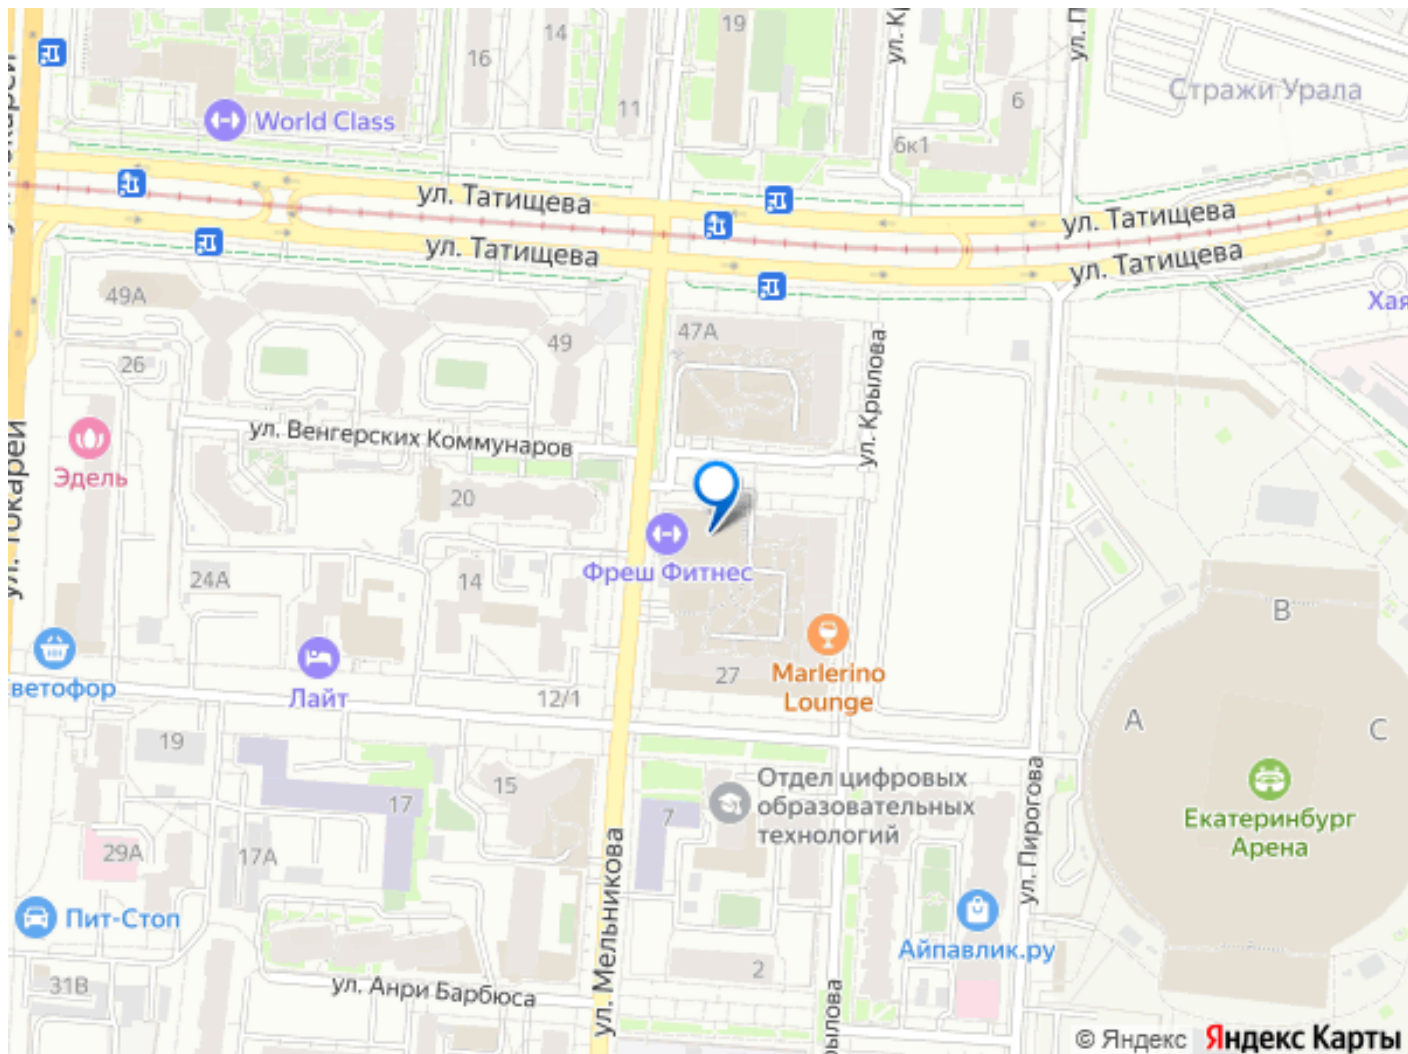 19
ул. К
ул. П
14
16
6
Стражи Урала
11
World Class
6к1
ул. Татищева
ул. Татищева
ул. Татищева
ул. Татищева
49А
Хая
47А
49
26
ул. Крылова
ул. Венгерских Коммунаров
Эдель
ул. Токарей
20
Фреш Фитнес
24А
14
В
ветофор
Лайт
27
Marlerino
Lounge
12/1
А
С
19
Отдел цифровых
образовательных
технологий
15
17
7
ул. Пирогова
Екатеринбург
Арена
29А
17А
Пит-Стоп
ул. Мельникова
Айпавлик.ру
2
31В
ул. Анри Барбюса
рылова
© Яндекс Яндекс Карты